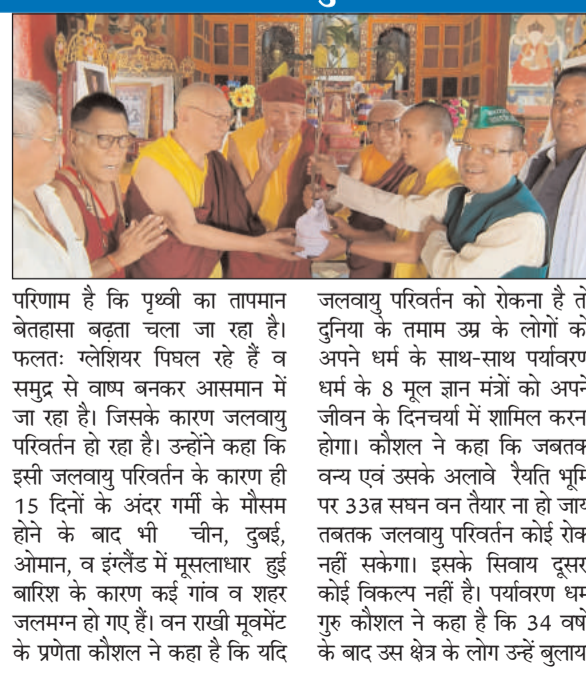 परिणाम है कि पृथ्वी का तापमान
बेतहासा बढ़ता चला जा रहा है।
फलतः ग्लेशियर पिघल रहे हैं व
समुद्र से वाष्प बनकर आसमान में
जा रहा है। जिसके कारण जलवायु
परिवर्तन हो रहा है। उन्होंने कहा कि
इसी जलवायु परिवर्तन के कारण ही
15 दिनों के अंदर गर्मी के मौसम
होने के बाद भी चीन, दुबई,
ओमान, व इंग्लैंड में मूसलाधार हुई
बारिश के कारण कई गांव व शहर
जलमग्न हो गए हैं। वन राखी मूवमेंट
के प्रणेता कौशल ने कहा है कि यदि
जलवायु परिवर्तन को रोकना है
दुनिया के तमाम उम्र के लोगों
अपने धर्म के साथ-साथ पर्यावरण
धर्म के 8 मूल ज्ञान मंत्रों को
जीवन के दिनचर्या में शामिल
होगा। कौशल ने कहा कि जबतक
वन्य एवं उसके अलावे रैयति भूमि
पर 33त्न सघन वन तैयार ना हो
तबतक जलवायु परिवर्तन कोई रोक
नहीं सकेगा। इसके सिवाय
कोई विकल्प नहीं है। पर्यावरण
गुरु कौशल ने कहा है कि 34
के बाद उस क्षेत्र के लोग उन्हें